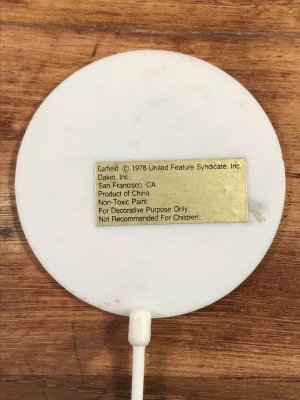 Garfield © 1978 United Feature Syndicate, Inc.
Dakin, Inc.
San Francisco, CA
Product of China
Non-Toxic Paint
For Decorative Purpose Only.
Not Recommended For Children.